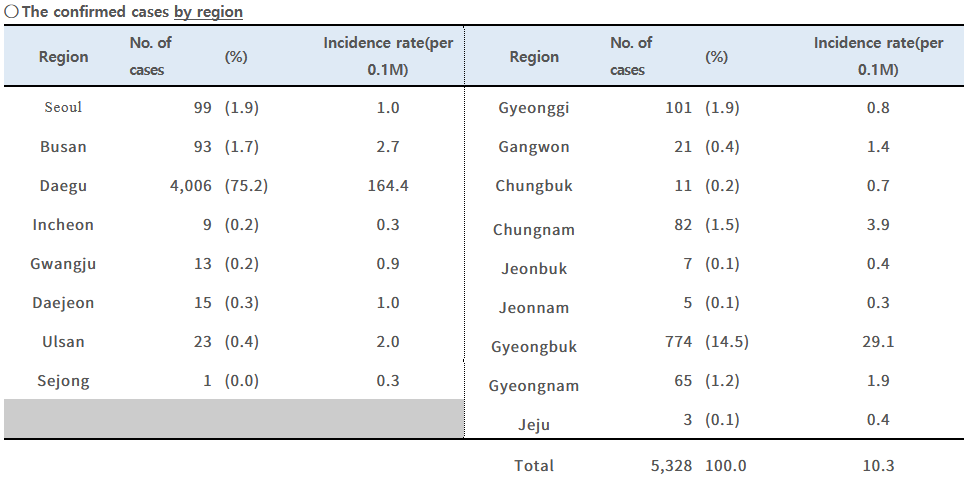 ○ The confirmed cases by region
Region No. of cases (%) Incidence rate(per 0.1M) Region No. of cases (%) Incidence rate(per 0.1M)
Seoul 99 (1.9) 1.0 Gyeonggi 101 (1.9) 0.8
Busan 93 (1.7) 2.7 Gangwon 21 (0.4) 1.4
Daegu 4,006 (75.2) 164.4 Chungbuk 11 (0.2) 0.7
Incheon 9 (0.2) 0.3 Chungnam 82 (1.5) 3.9
Gwangju 13 (0.2) 0.9 Jeonbuk 7 (0.1) 0.4
Daejeon 15 (0.3) 1.0 Jeonnam 5 (0.1) 0.3
Ulsan 23 (0.4) 2.0 Gyeongbuk 774 (14.5) 29.1
Sejong 1 (0.0) 0.3 Gyeongnam 65 (1.2) 1.9
Jeju 3 (0.1) 0.4
Total 5,328 100.0 10.3